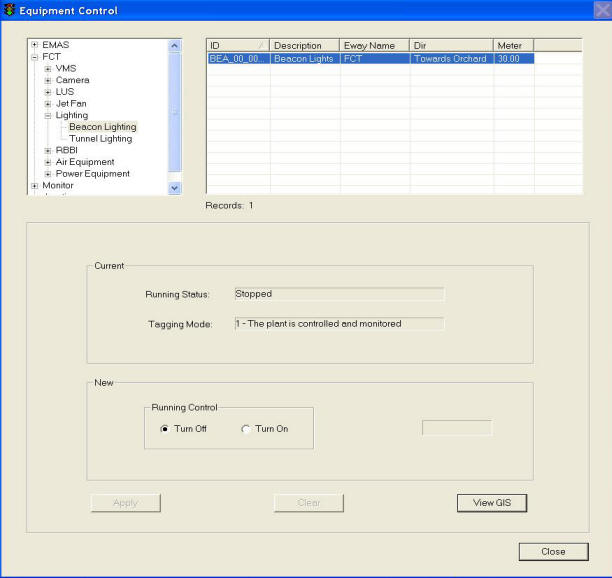 Equipment Control
EMAS
FCT
VMS
Camera
LUS
Jet Fan
Lighting
Beacon Lighting
Tunnel Lighting
RBBI
Air Equipment
Power Equipment
Monitor
ID Description Eway Name Dir Meter
BEA_00_00... Beacon Lights FCT Towards Orchard 30.00
Records: 1
Current
Running Status: Stopped
Tagging Mode: 1 - The plant is controlled and monitored
New
Running Control
Turn Off Turn On
Apply Clear View GIS
Close